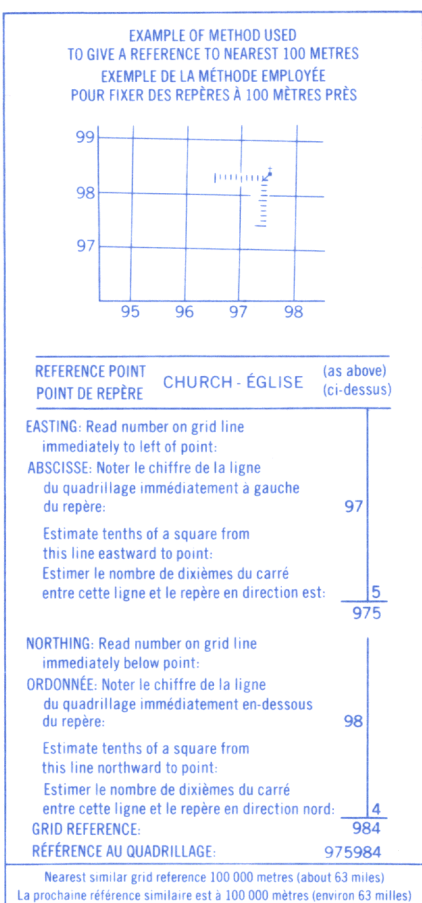 EXAMPLE OF METHOD USED
TO GIVE A REFERENCE TO NEAREST 100 METRES
EXEMPLE DE LA MÉTHODE EMPLOYÉE
POUR FIXER DES REPÈRES À 100 MÈTRES PRÈS
99
98
97
95 96 97 98
REFERENCE POINT
POINT DE REPÈRE
CHURCH - ÉGLISE
(as above)
(ci-dessus)
EASTING: Read number on grid line
immediately to left of point:
ABSCISSE: Noter le chiffre de la ligne
du quadrillage immédiatement à gauche
du repère: 97
Estimate tenths of a square from
this line eastward to point:
Estimer le nombre de dixièmes du carré
entre cette ligne et le repère en direction est: 5
975
NORTHING: Read number on grid line
immediately below point:
ORDONNÉE: Noter le chiffre de la ligne
du quadrillage immédiatement en-dessous
du repère: 98
Estimate tenths of a square from
this line northward to point:
Estimer le nombre de dixièmes du carré
entre cette ligne et le repère en direction nord: 4
GRID REFERENCE: 984
RÉFÉRENCE AU QUADRILLAGE: 975984
Nearest similar grid reference 100 000 metres (about 63 miles)
La prochaine référence similaire est à 100 000 mètres (environ 63 milles)